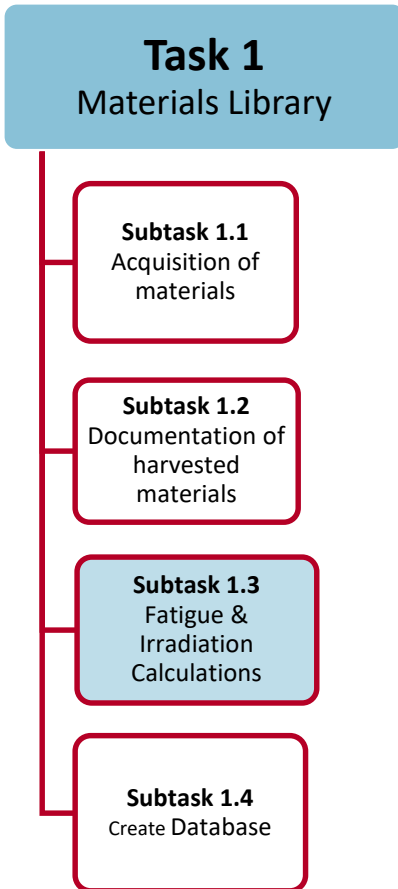 Task 1
Materials Library
Subtask 1.1
Acquisition of
materials
Subtask 1.2
Documentation of
harvested
materials
Subtask 1.3
Fatigue &
Irradiation
Calculations
Subtask 1.4
Create Database